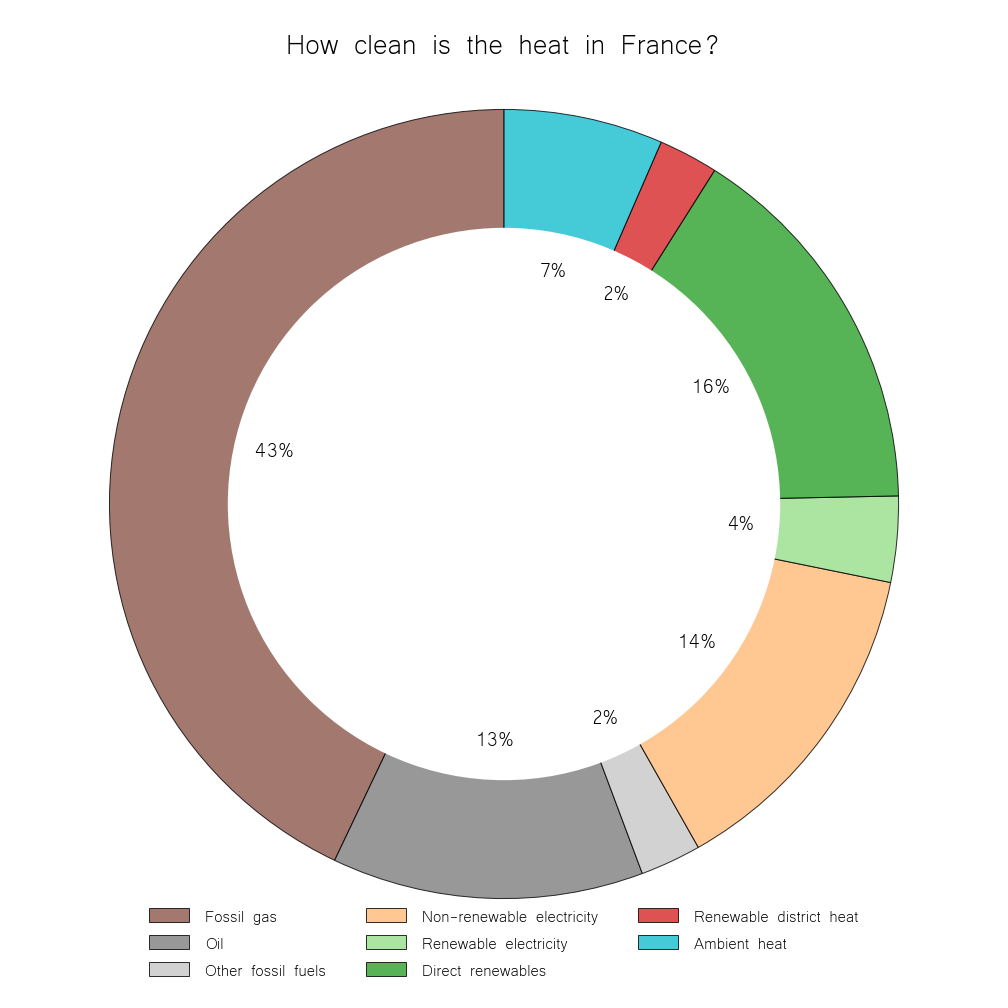 How clean is the heat in France?
7%
2%
16%
43%
4%
14%
2%
13%
Fossil gas
Oil
Other fossil fuels
Non-renewable electricity
Renewable electricity
Direct renewables
Renewable district heat
Ambient heat